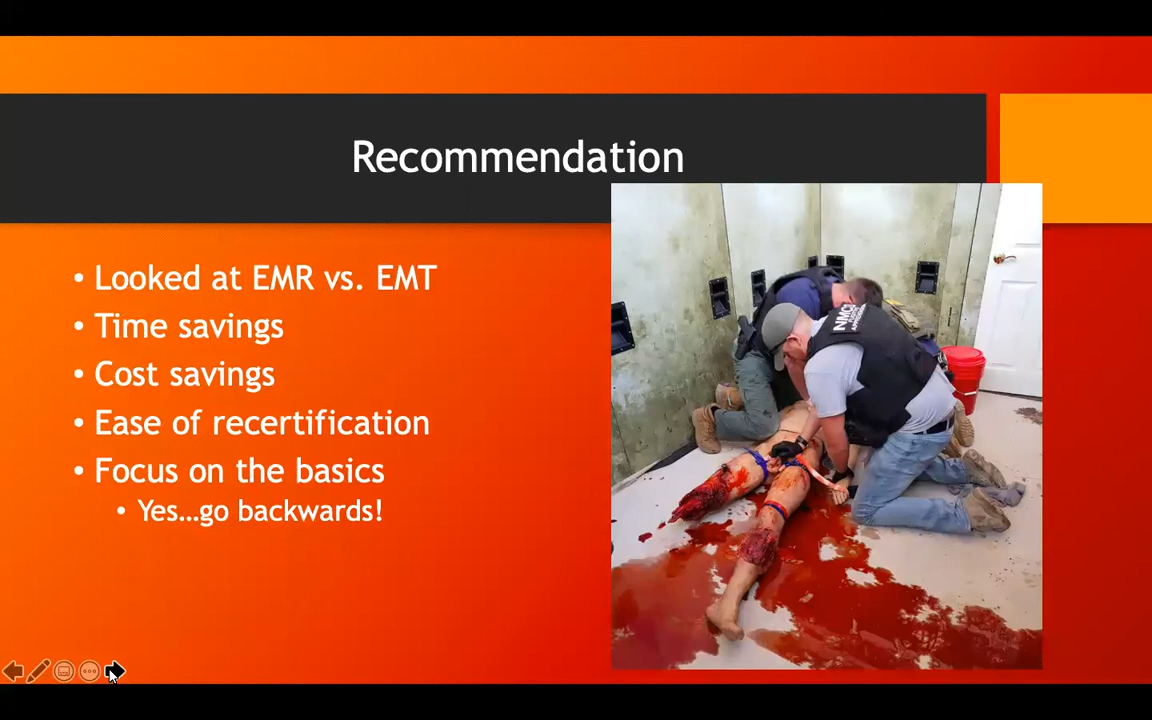 Recommendation
• Looked at EMR vs. EMT
• Time savings
• Cost savings
• Ease of recertification
• Focus on the basics
• Yes...go backwards!